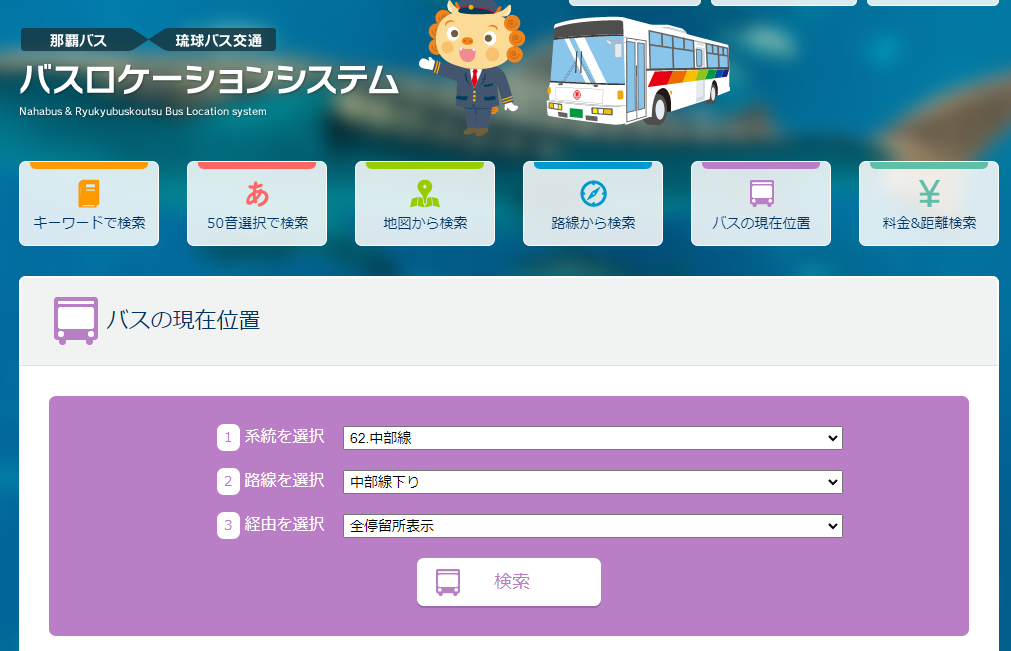 那覇バス 琉球バス交通
バスロケーションシステム
Nahabus & Ryukyubuskoutsu Bus Location system
キーワードで検索
あ
50音選択で検索
地図から検索
路線から検索
バスの現在位置
¥
料金&距離検索
バスの現在位置
1 系統を選択 62.中部線
2 路線を選択 中部線下り
3 経由を選択 全停留所表示
検索